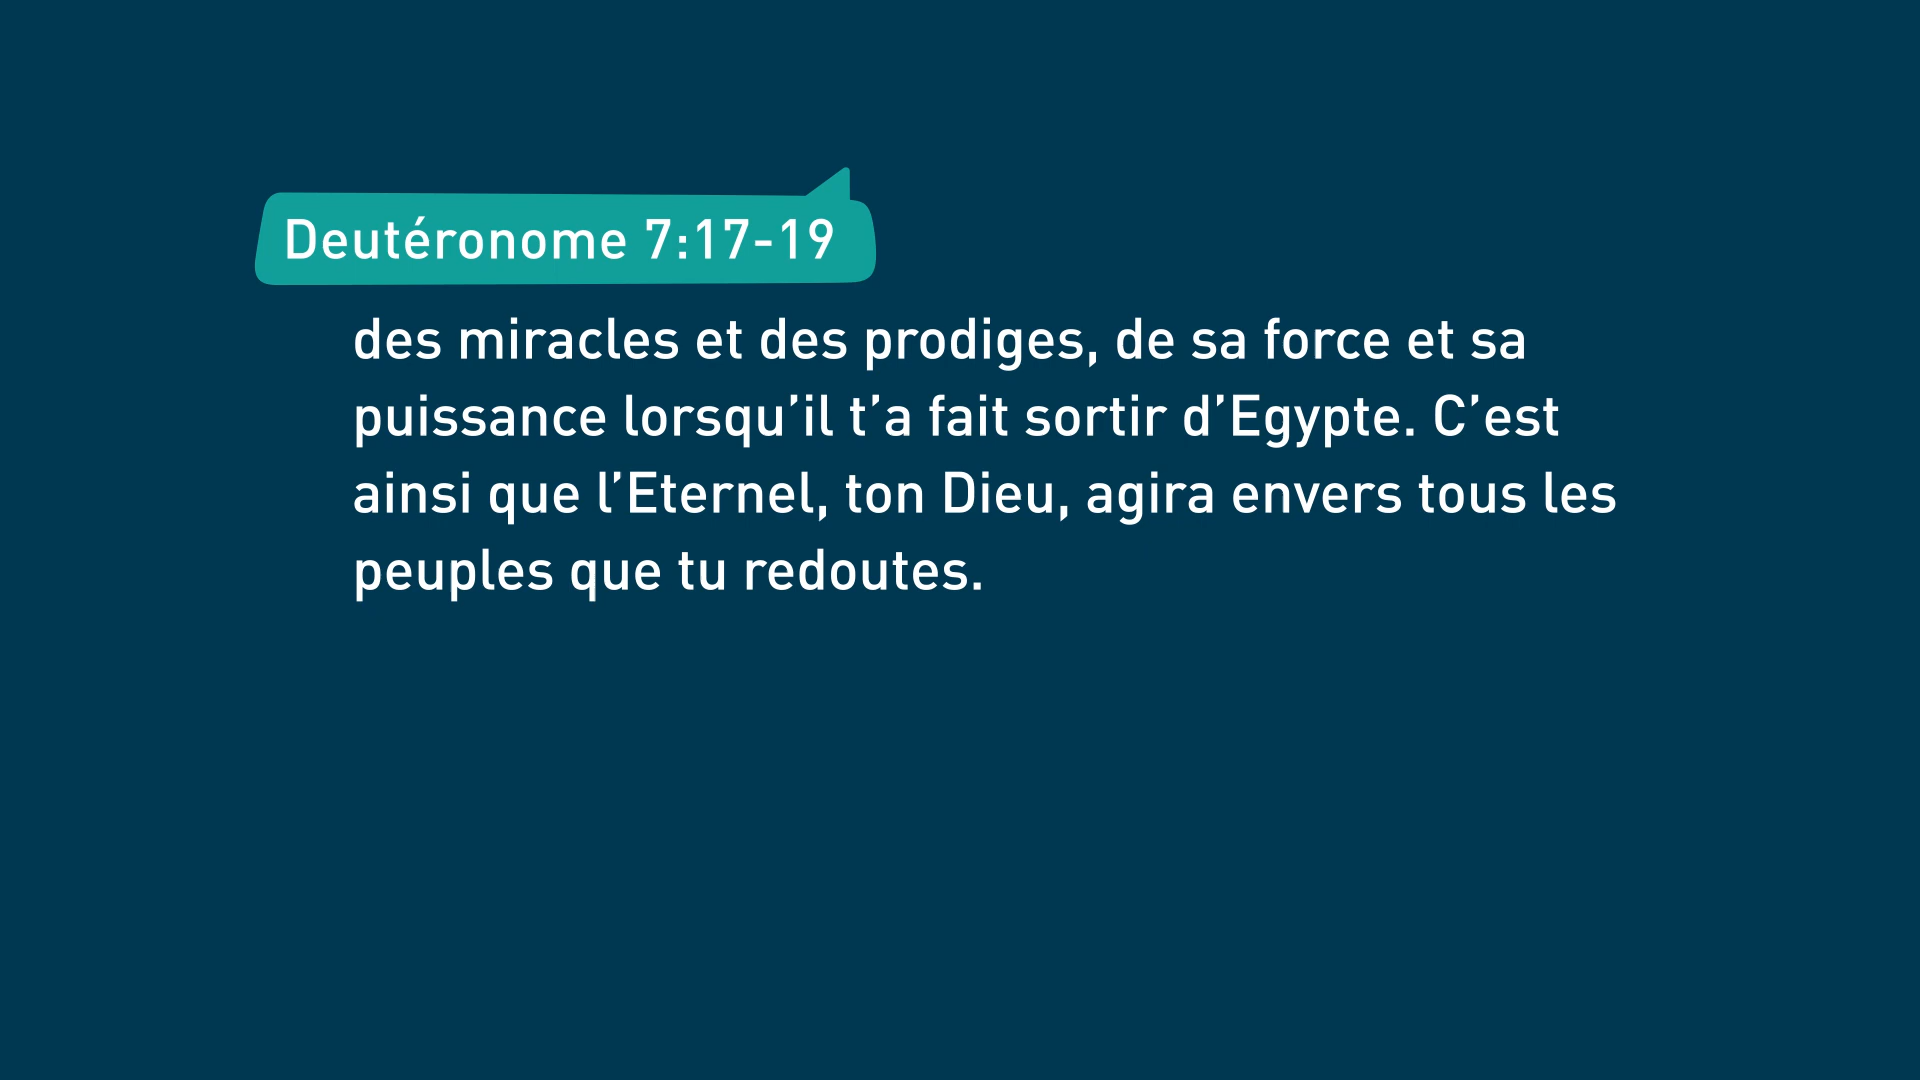 Deutéronome 7:17-19
des miracles et des prodiges, de sa force et sa
puissance lorsqu’il t’a fait sortir d’Egypte. C’est
ainsi que l’Eternel, ton Dieu, agira envers tous les
peuples que tu redoutes.